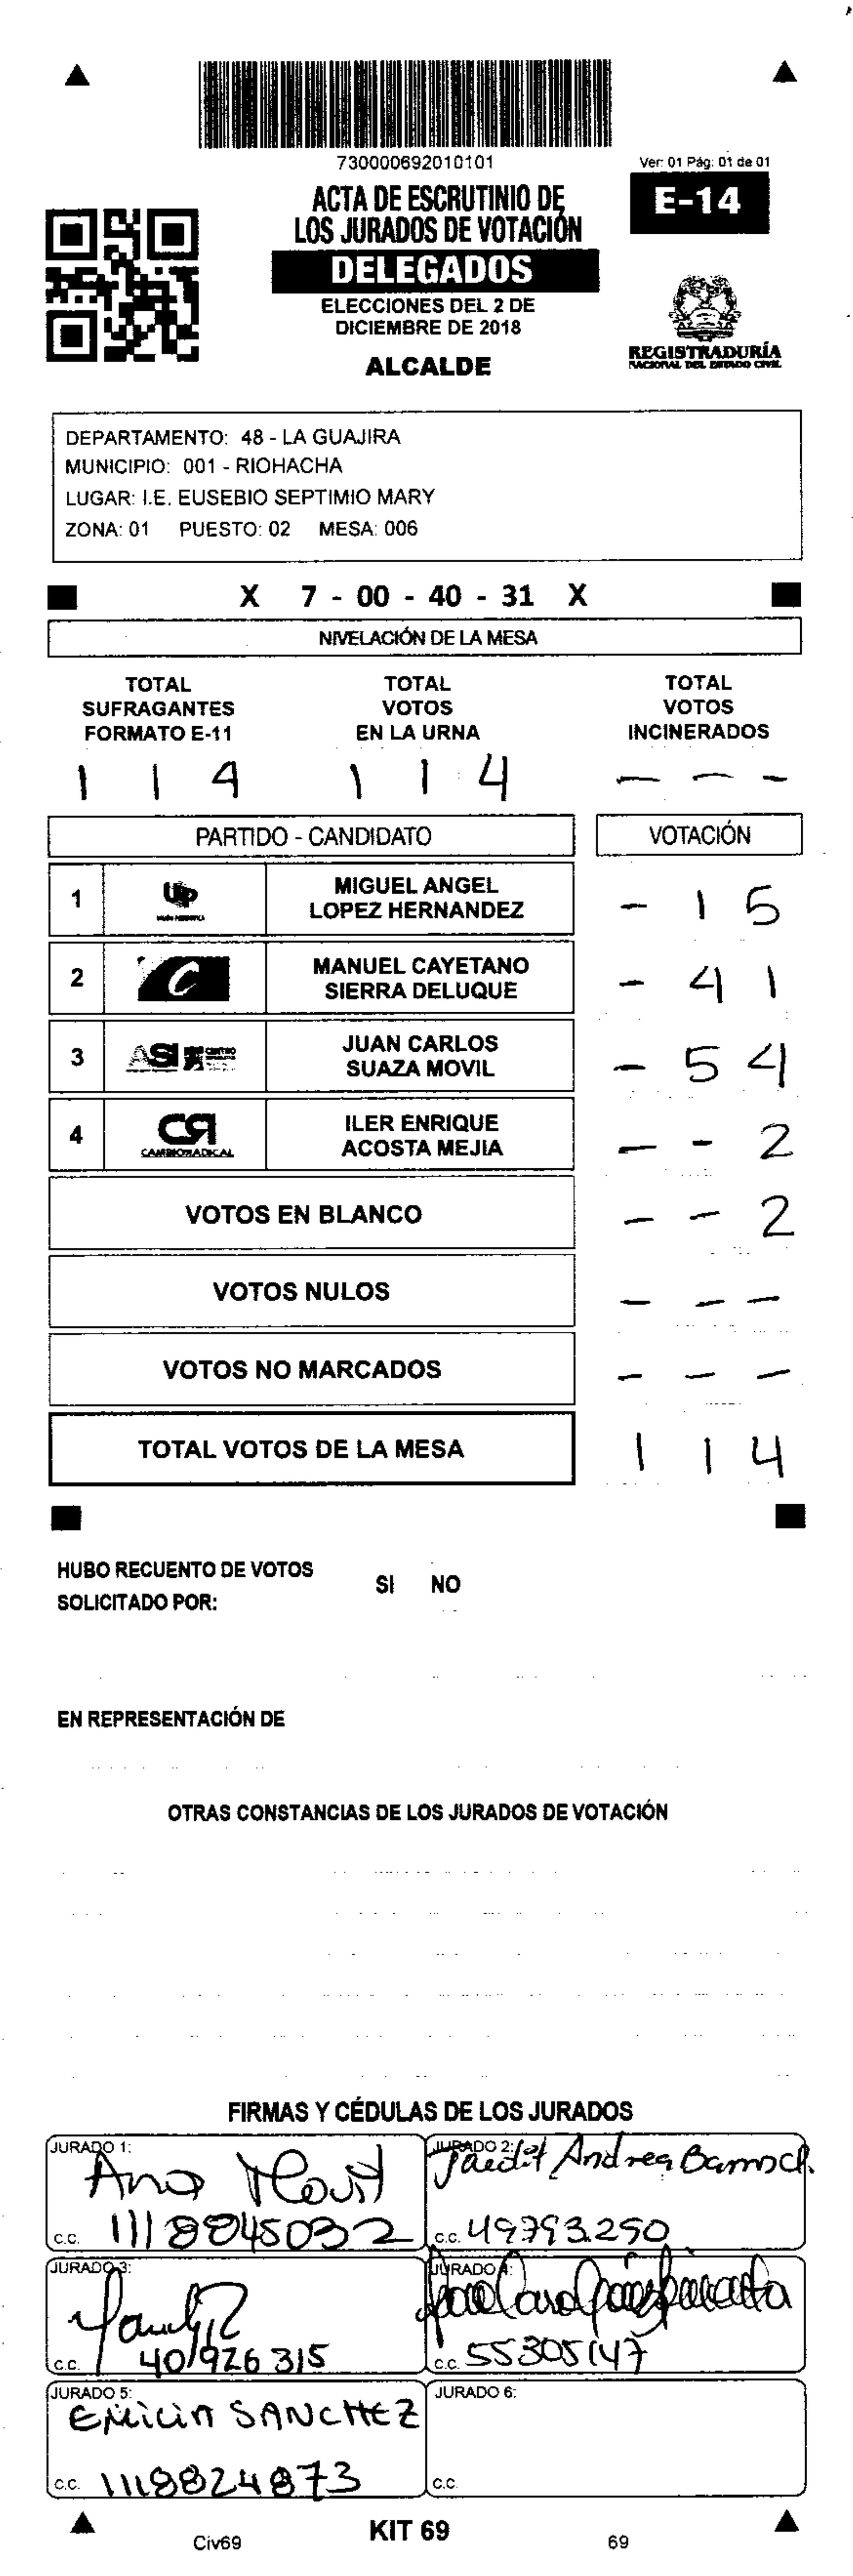 730000692010101
Ver: 01 Pág: 01 de 01
ACTA DE ESCRUTINIO DE
LOS JURADOS DE VOTACIÓN
E-14
DELEGADOS
ELECCIONES DEL 2 DE
DICIEMBRE DE 2018
ALCALDE
REGISTRADURÍA
NACIONAL DEL ESTADO CIVIL
DEPARTAMENTO: 48 - LA GUAJIRA
MUNICIPIO: 001 - RIOHACHA
LUGAR: I.E. EUSEBIO SEPTIMIO MARY
ZONA: 01 PUESTO: 02 MESA: 006
X 7 - 00 - 40 - 31 X
NIVELACIÓN DE LA MESA
TOTAL SUFRAGANTES FORMATO E-11
TOTAL VOTOS EN LA URNA
TOTAL VOTOS INCINERADOS
1 1 4
1 1 4
- - -
PARTIDO - CANDIDATO
VOTACIÓN
1 UP MIGUEL ANGEL
LOPEZ HERNANDEZ - 1 5
2 C MANUEL CAYETANO
SIERRA DELUQUE - 4 1
3 ASI JUAN CARLOS
SUAZA MOVIL - 5 4
4 CR CAMBIO RADICAL ILER ENRIQUE
ACOSTA MEJIA - - 2
VOTOS EN BLANCO - - 2
VOTOS NULOS - - -
VOTOS NO MARCADOS - - -
TOTAL VOTOS DE LA MESA 1 1 4
HUBO RECUENTO DE VOTOS SI NO
SOLICITADO POR:
EN REPRESENTACIÓN DE
OTRAS CONSTANCIAS DE LOS JURADOS DE VOTACIÓN
FIRMAS Y CÉDULAS DE LOS JURADOS
JURADO 1:
Ana
C.C. 1118845032
JURADO 2:
Andrea
C.C. 49793.250
JURADO 3:
C.C. 40926315
JURADO 4:
C.C. 55305147
JURADO 5:
EMILIA SANCHEZ
C.C. 1118824873
JURADO 6:
C.C.
Civ69
KIT 69
69